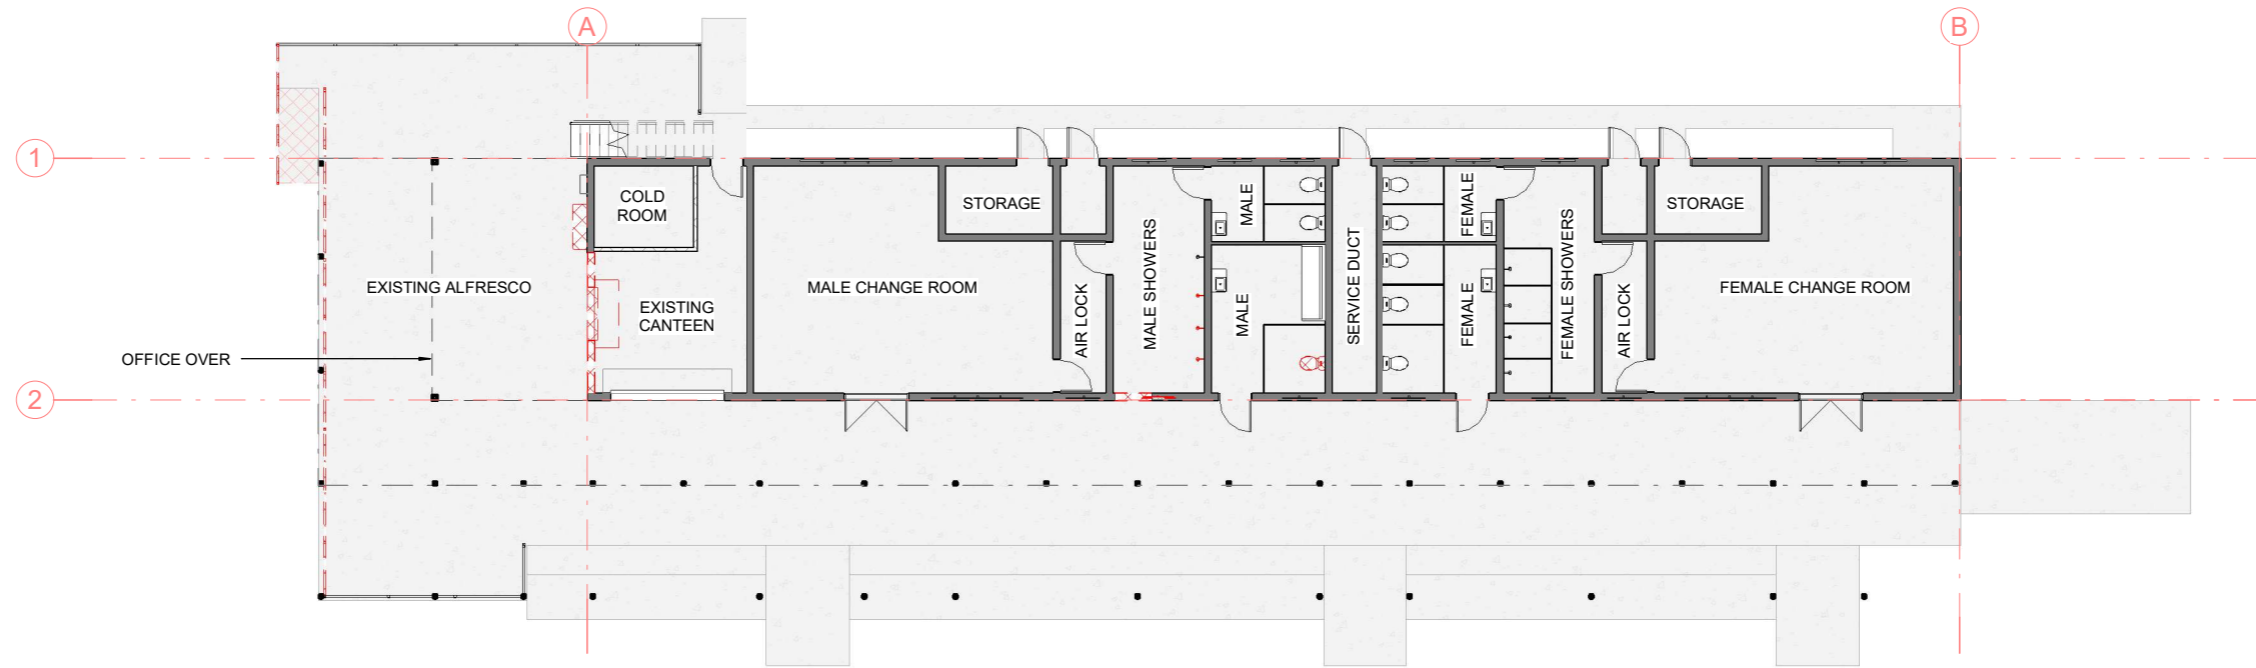 A
B
1
COLD
ROOM
STORAGE
MALE
FEMALE
STORAGE
EXISTING ALFRESCO
MALE CHANGE ROOM
MALE SHOWERS
SERVICE DUCT
FEMALE SHOWERS
FEMALE CHANGE ROOM
EXISTING
CANTEEN
AIR LOCK
MALE
FEMALE
AIR LOCK
OFFICE OVER
2